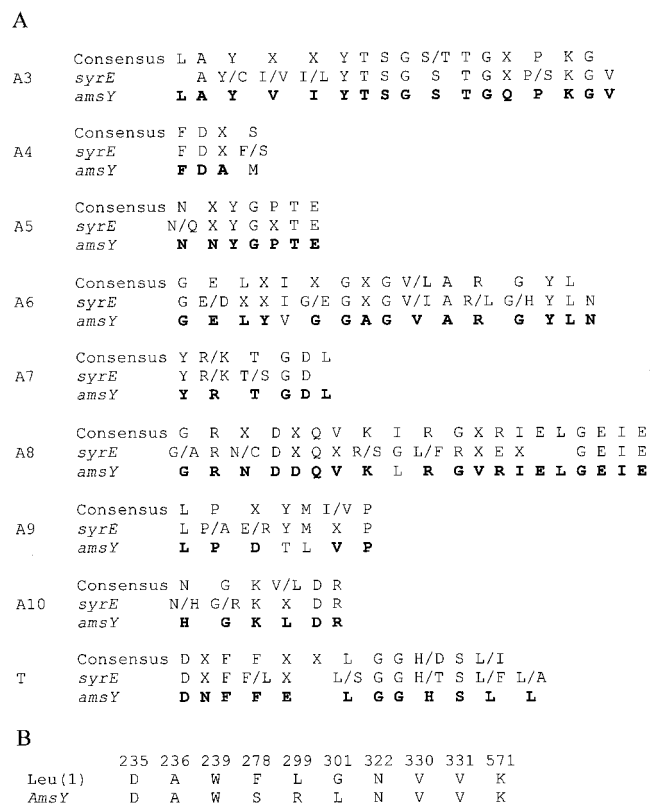 A
Consensus L A Y X X Y T S G S/T T G X P K G
A3 syrE A Y/C I/V I/L Y T S G S T T G X P/S K G V
amsY L A Y V I Y T S G S T G Q P K G V
Consensus F D X S
A4 syrE F D X F/S
amsY F D A M
Consensus N X Y G P T E
A5 syrE N/Q X Y G X T E
amsY N N Y G P T E
Consensus G E L X I X G X G V/L A R G Y L
A6 syrE G E/D X X I G/E G X G V/I A R/L G/H Y L N
amsY G E L Y V G G A G V A R G Y L N
Consensus Y R/K T G D L
A7 syrE Y R/K T/S G D
amsY Y R T G D L
Consensus G R X D X Q V K I R G X R I E L G E I E
A8 syrE G/A R N/C D X Q X R/S G L/F R X E X G E I E
amsY G R N D D Q V K L R G V R I E L G E I E
Consensus L P X Y M I/V P
A9 syrE L P/A E/R Y M X P
amsY L P D T L V P
Consensus N G K V/L D R
A10 syrE N/H G/R K X D R
amsY H G K L D R
Consensus D X F F X X L G G H/D S L/I
T syrE D X F F/L X L/S G G H/T S L/F L/A
amsY D N F F E L G G H S L L
B
235 236 239 278 299 301 322 330 331 571
Leu(1) D A W F L G N V V K
AmsY D A W S R L N V V K